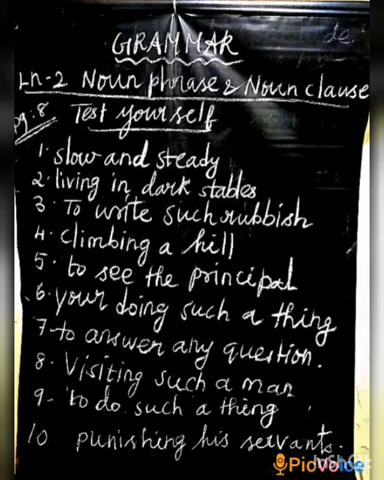 GRAMMAR
Ln-2 Noun phrase & Noun clause
pg.8 Test yourself
1. slow and steady
2. living in dark stables
3. To write such rubbish
4. climbing a hill
5. to see the principal
6. your doing such a thing
7. to answer any question.
8. Visiting such a man
9. to do such a thing
10 punishing his servants.
PicVoice